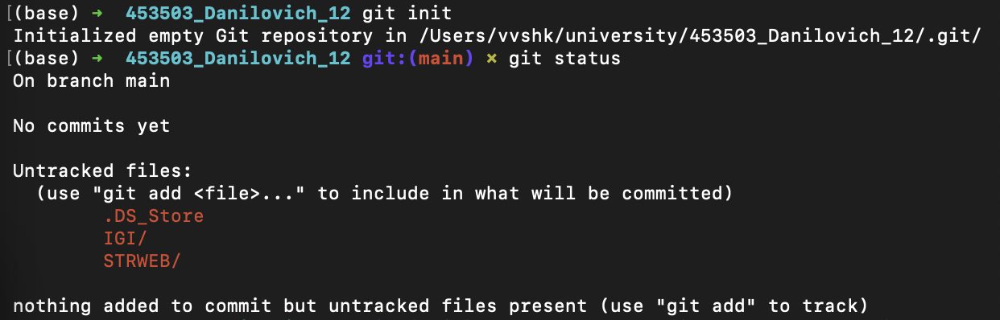 [(base) ➜  453503_Danilovich_12 git init
Initialized empty Git repository in /Users/vvshk/university/453503_Danilovich_12/.git/
[(base) ➜  453503_Danilovich_12 git:(main) ✗ git status
On branch main
No commits yet
Untracked files:
  (use "git add <file>..." to include in what will be committed)
        .DS_Store
        IGI/
        STRWEB/
nothing added to commit but untracked files present (use "git add" to track)